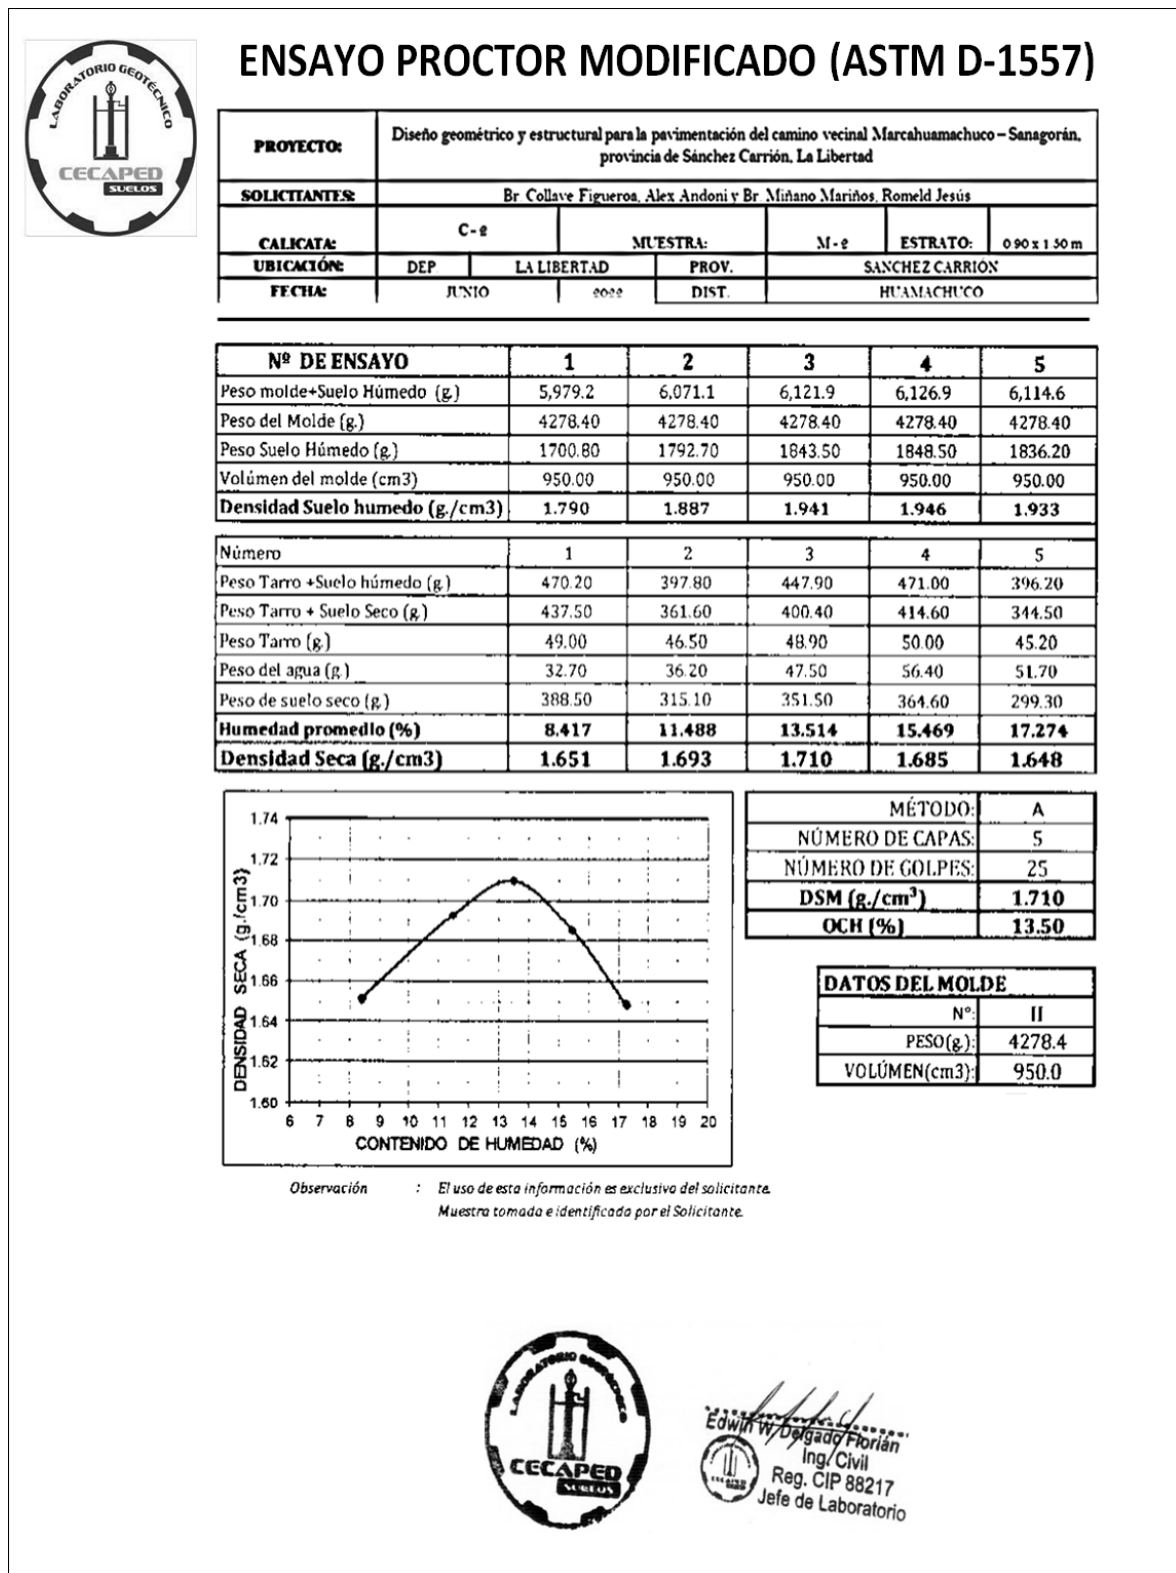 LABORATORIO GEOTÉCNICO
CECAPED
SUELOS
ENSAYO PROCTOR MODIFICADO (ASTM D-1557)
PROYECTO: Diseño geométrico y estructural para la pavimentación del camino vecinal Marcahuamachuco – Sanagorán,
provincia de Sánchez Carrión, La Libertad
SOLICITANTES: Br. Collave Figueroa, Alex Andoni y Br. Miñano Mariños, Romeld Jesús
CALICATA: C-2 MUESTRA: M-2 ESTRATO: 0.90 x 1.50 m
UBICACIÓN: DEP. LA LIBERTAD PROV. SANCHEZ CARRIÓN
FECHA: JUNIO 2022 DIST. HUAMACHUCO
Nº DE ENSAYO 1 2 3 4 5
Peso molde+Suelo Húmedo (g.) 5,979.2 6,071.1 6,121.9 6,126.9 6,114.6
Peso del Molde (g.) 4278.40 4278.40 4278.40 4278.40 4278.40
Peso Suelo Húmedo (g.) 1700.80 1792.70 1843.50 1848.50 1836.20
Volúmen del molde (cm3) 950.00 950.00 950.00 950.00 950.00
Densidad Suelo humedo (g./cm3) 1.790 1.887 1.941 1.946 1.933
Número 1 2 3 4 5
Peso Tarro +Suelo húmedo (g.) 470.20 397.80 447.90 471.00 396.20
Peso Tarro + Suelo Seco (g.) 437.50 361.60 400.40 414.60 344.50
Peso Tarro (g.) 49.00 46.50 48.90 50.00 45.20
Peso del agua (g.) 32.70 36.20 47.50 56.40 51.70
Peso de suelo seco (g.) 388.50 315.10 351.50 364.60 299.30
Humedad promedio (%) 8.417 11.488 13.514 15.469 17.274
Densidad Seca (g./cm3) 1.651 1.693 1.710 1.685 1.648
DENSIDAD SECA (g./cm3)
1.74
1.72
1.70
1.68
1.66
1.64
1.62
1.60
6 7 8 9 10 11 12 13 14 15 16 17 18 19 20
CONTENIDO DE HUMEDAD (%)
MÉTODO: A
NÚMERO DE CAPAS: 5
NÚMERO DE GOLPES: 25
DSM (g./cm³) 1.710
OCH (%) 13.50
DATOS DEL MOLDE
N°: II
PESO(g.): 4278.4
VOLÚMEN(cm3): 950.0
Observación : El uso de esta información es exclusivo del solicitante.
Muestra tomada e identificada por el Solicitante.
LABORATORIO GEOTÉCNICO
CECAPED
SUELOS
Edwin W. Delgado Florián
Ing. Civil
Reg. CIP 88217
Jefe de Laboratorio